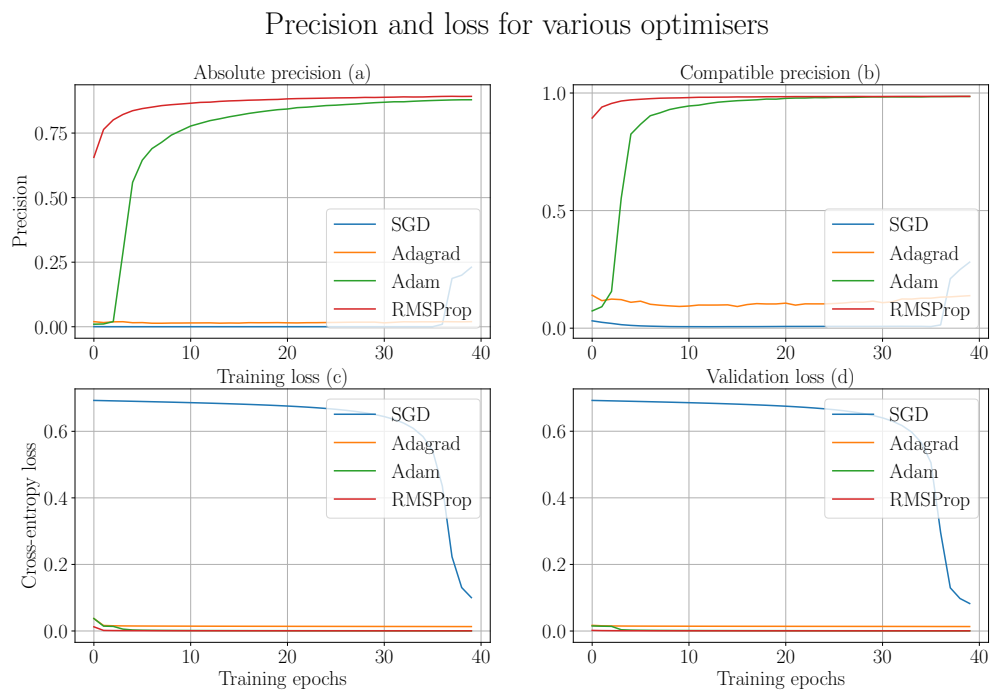 Precision and loss for various optimisers
Absolute precision (a)
Precision
0.75
0.50
0.25
0.00
SGD
Adagrad
Adam
RMSProp
0 10 20 30 40
Compatible precision (b)
1.0
0.5
0.0
SGD
Adagrad
Adam
RMSProp
0 10 20 30 40
Training loss (c)
Cross-entropy loss
0.6
0.4
0.2
0.0
SGD
Adagrad
Adam
RMSProp
0 10 20 30 40
Training epochs
Validation loss (d)
0.6
0.4
0.2
0.0
SGD
Adagrad
Adam
RMSProp
0 10 20 30 40
Training epochs